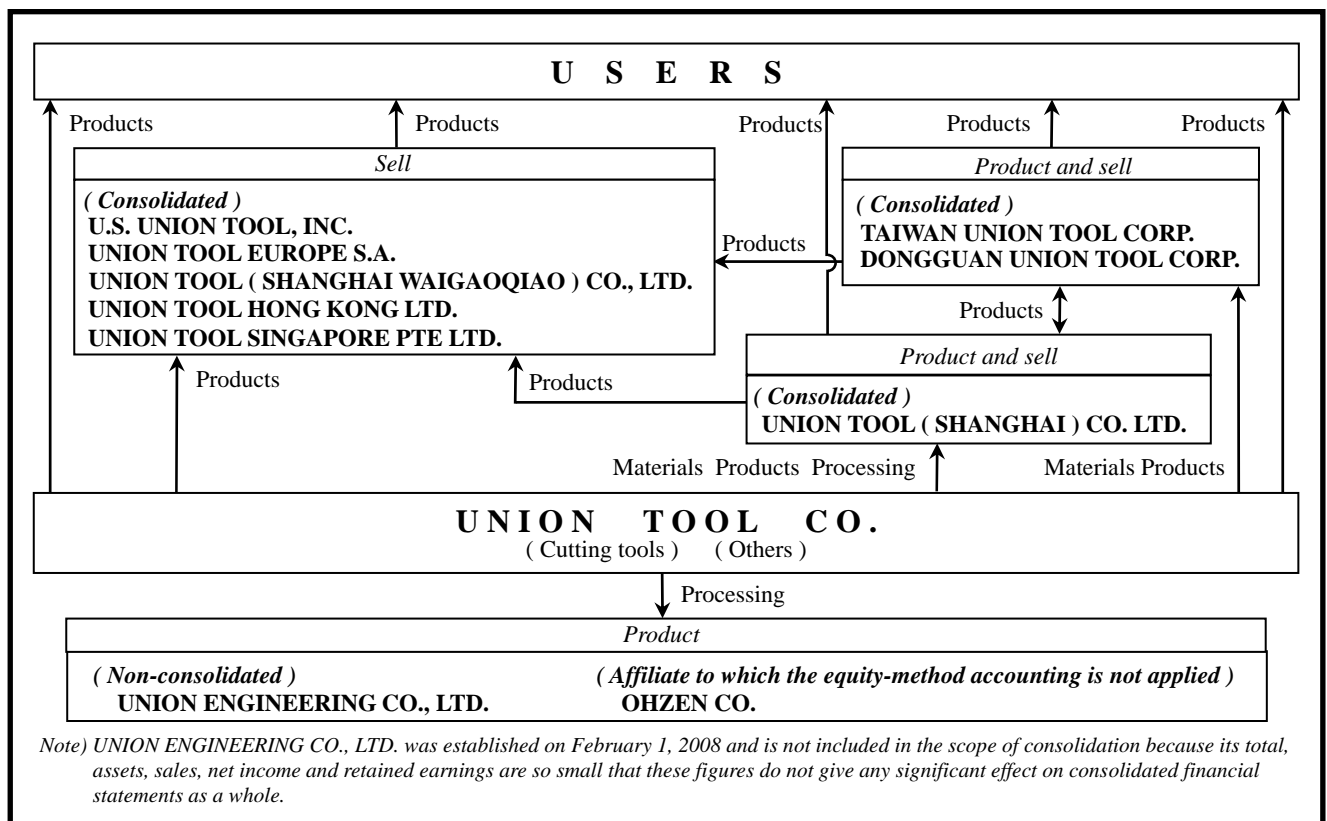 U S E R S
Products
Products
Products
Products
Products
Sell
( Consolidated )
U.S. UNION TOOL, INC.
UNION TOOL EUROPE S.A.
UNION TOOL ( SHANGHAI WAIGAOQIAO ) CO., LTD.
UNION TOOL HONG KONG LTD.
UNION TOOL SINGAPORE PTE LTD.
Product and sell
( Consolidated )
TAIWAN UNION TOOL CORP.
DONGGUAN UNION TOOL CORP.
Products
Products
Product and sell
( Consolidated )
UNION TOOL ( SHANGHAI ) CO. LTD.
Products
Products
Materials Products Processing
Materials Products
UNION TOOL CO.
( Cutting tools ) ( Others )
Processing
Product
( Non-consolidated )
UNION ENGINEERING CO., LTD.
( Affiliate to which the equity-method accounting is not applied )
OHZEN CO.
Note) UNION ENGINEERING CO., LTD. was established on February 1, 2008 and is not included in the scope of consolidation because its total,
assets, sales, net income and retained earnings are so small that these figures do not give any significant effect on consolidated financial
statements as a whole.